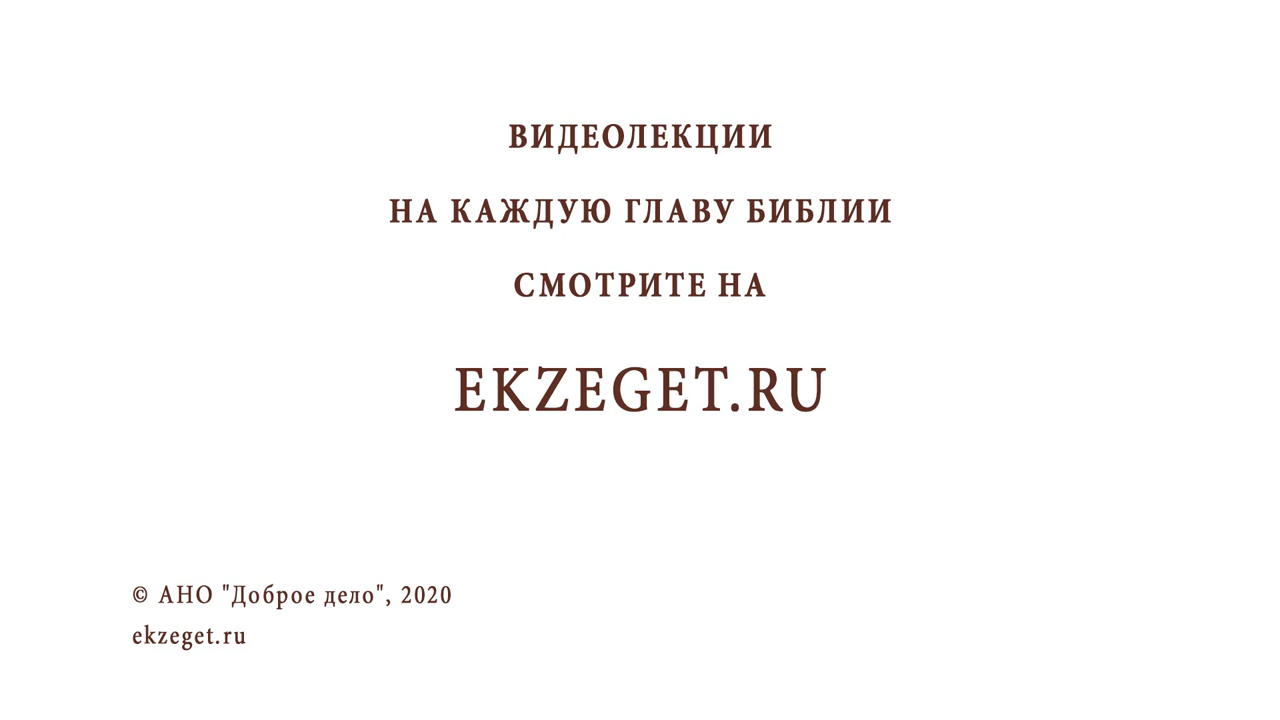 ВИДЕОЛЕКЦИИ
НА КАЖДУЮ ГЛАВУ БИБЛИИ
СМОТРИТЕ НА
EKZEGET.RU
© АНО "Доброе дело", 2020
ekzeget.ru